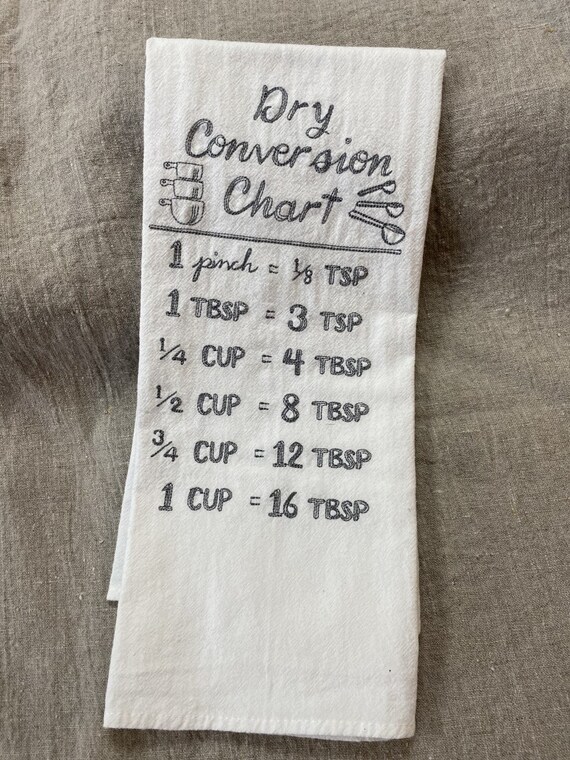 Dry
Conversion
Chart
1 pinch = 1/8 TSP
1 TBSP = 3 TSP
1/4 CUP = 4 TBSP
1/2 CUP = 8 TBSP
3/4 CUP = 12 TBSP
1 CUP = 16 TBSP